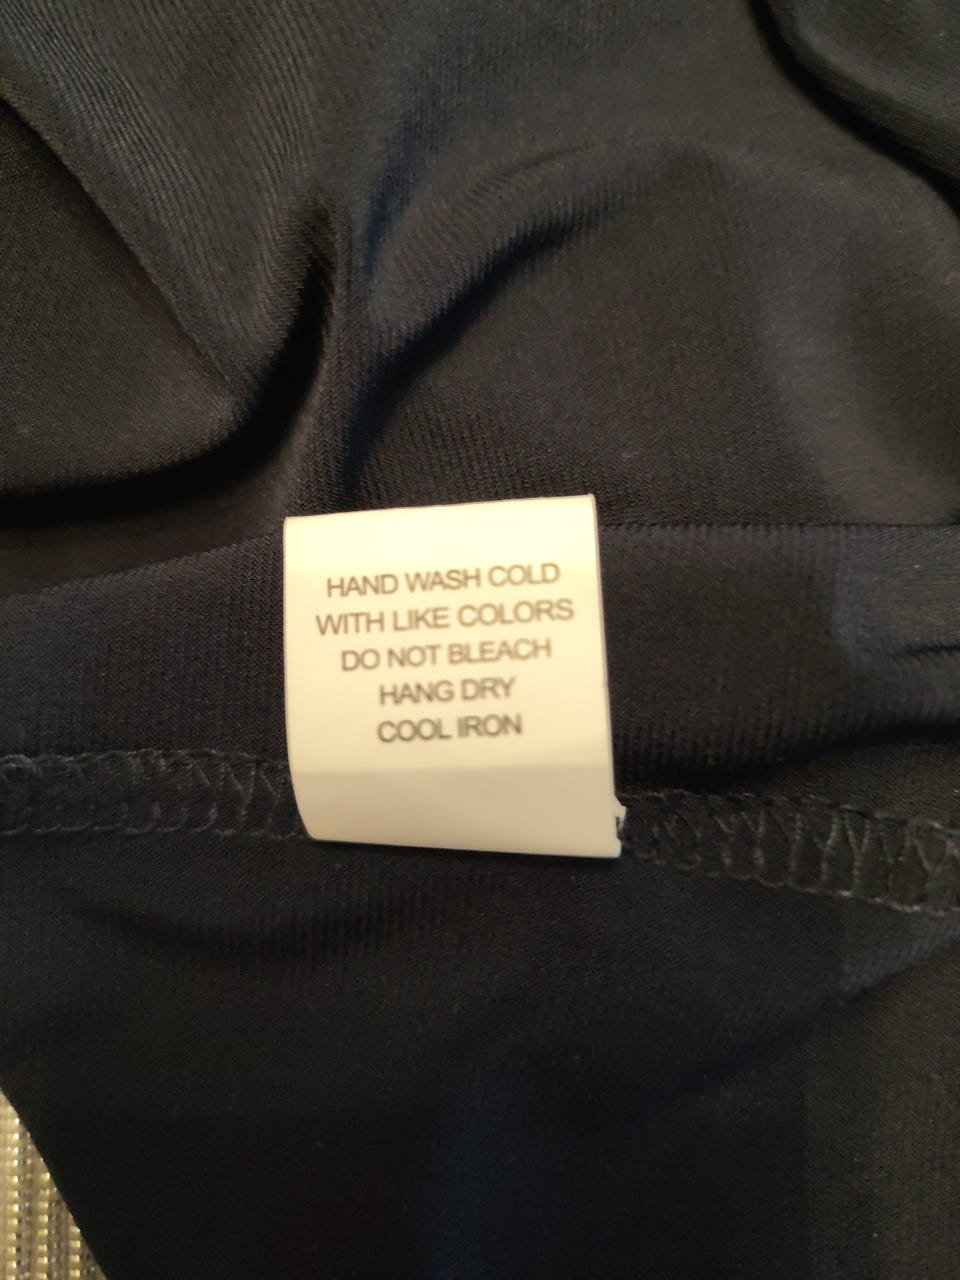 HAND WASH COLD
WITH LIKE COLORS
DO NOT BLEACH
HANG DRY
COOL IRON